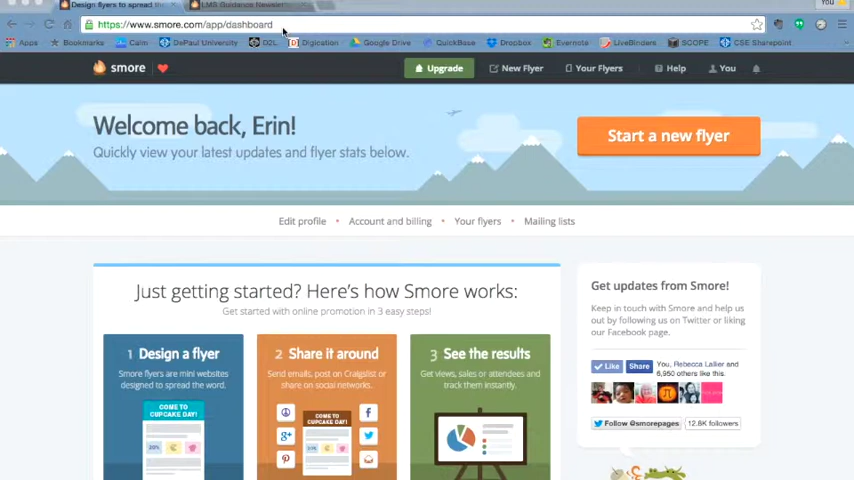 Design flyers to spread the
LMS Guidance Newslet
You
https://www.smore.com/app/dashboard
Apps Bookmarks Calm DePaul University D2L Digication Google Drive QuickBase Dropbox Evernote LiveBinders SCOPE CSE Sharepoint
smore Upgrade New Flyer Your Flyers Help You
Welcome back, Erin!
Quickly view your latest updates and flyer stats below.
Start a new flyer
Edit profile • Account and billing • Your flyers • Mailing lists
Just getting started? Here's how Smore works:
Get started with online promotion in 3 easy steps!
1 Design a flyer
Smore flyers are mini websites
designed to spread the word.
COME TO
CUPCAKE DAY!
2 Share it around
Send emails, post on Craigslist or
share on social networks.
COME TO
CUPCAKE DAY!
3 See the results
Get views, sales or attendees and
track them instantly.
Get updates from Smore!
Keep in touch with Smore and help us
out by following us on Twitter or liking
our Facebook page.
Like Share You, Rebecca Lallier and
6,950 others like this.
Follow @smorepages 12.8K followers